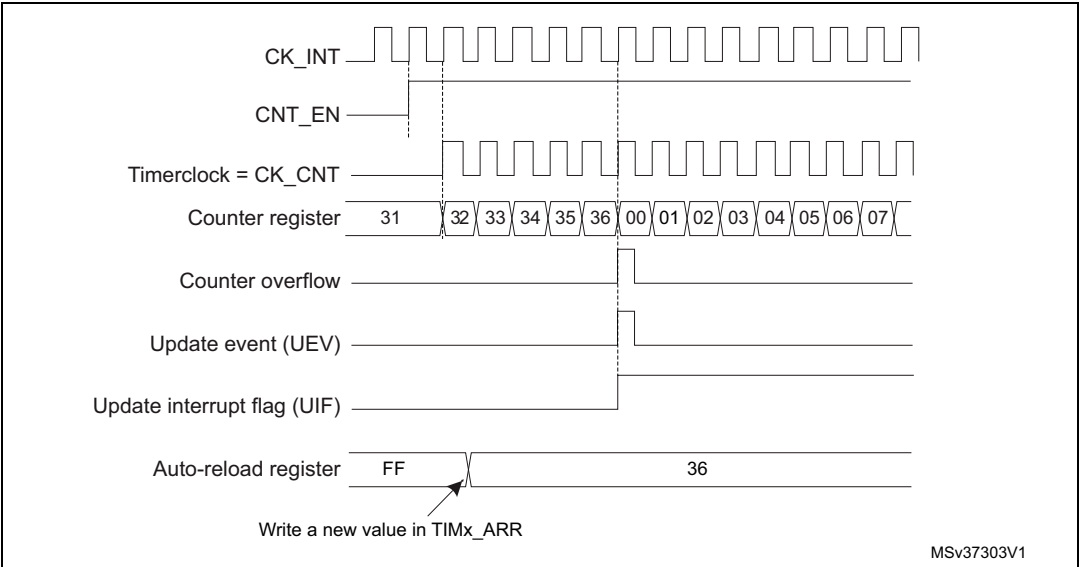 CK_INT
CNT_EN
Timerclock = CK_CNT
Counter register 31 32 33 34 35 36 00 01 02 03 04 05 06 07
Counter overflow
Update event (UEV)
Update interrupt flag (UIF)
Auto-reload register FF 36
Write a new value in TIMx_ARR
MSv37303V1